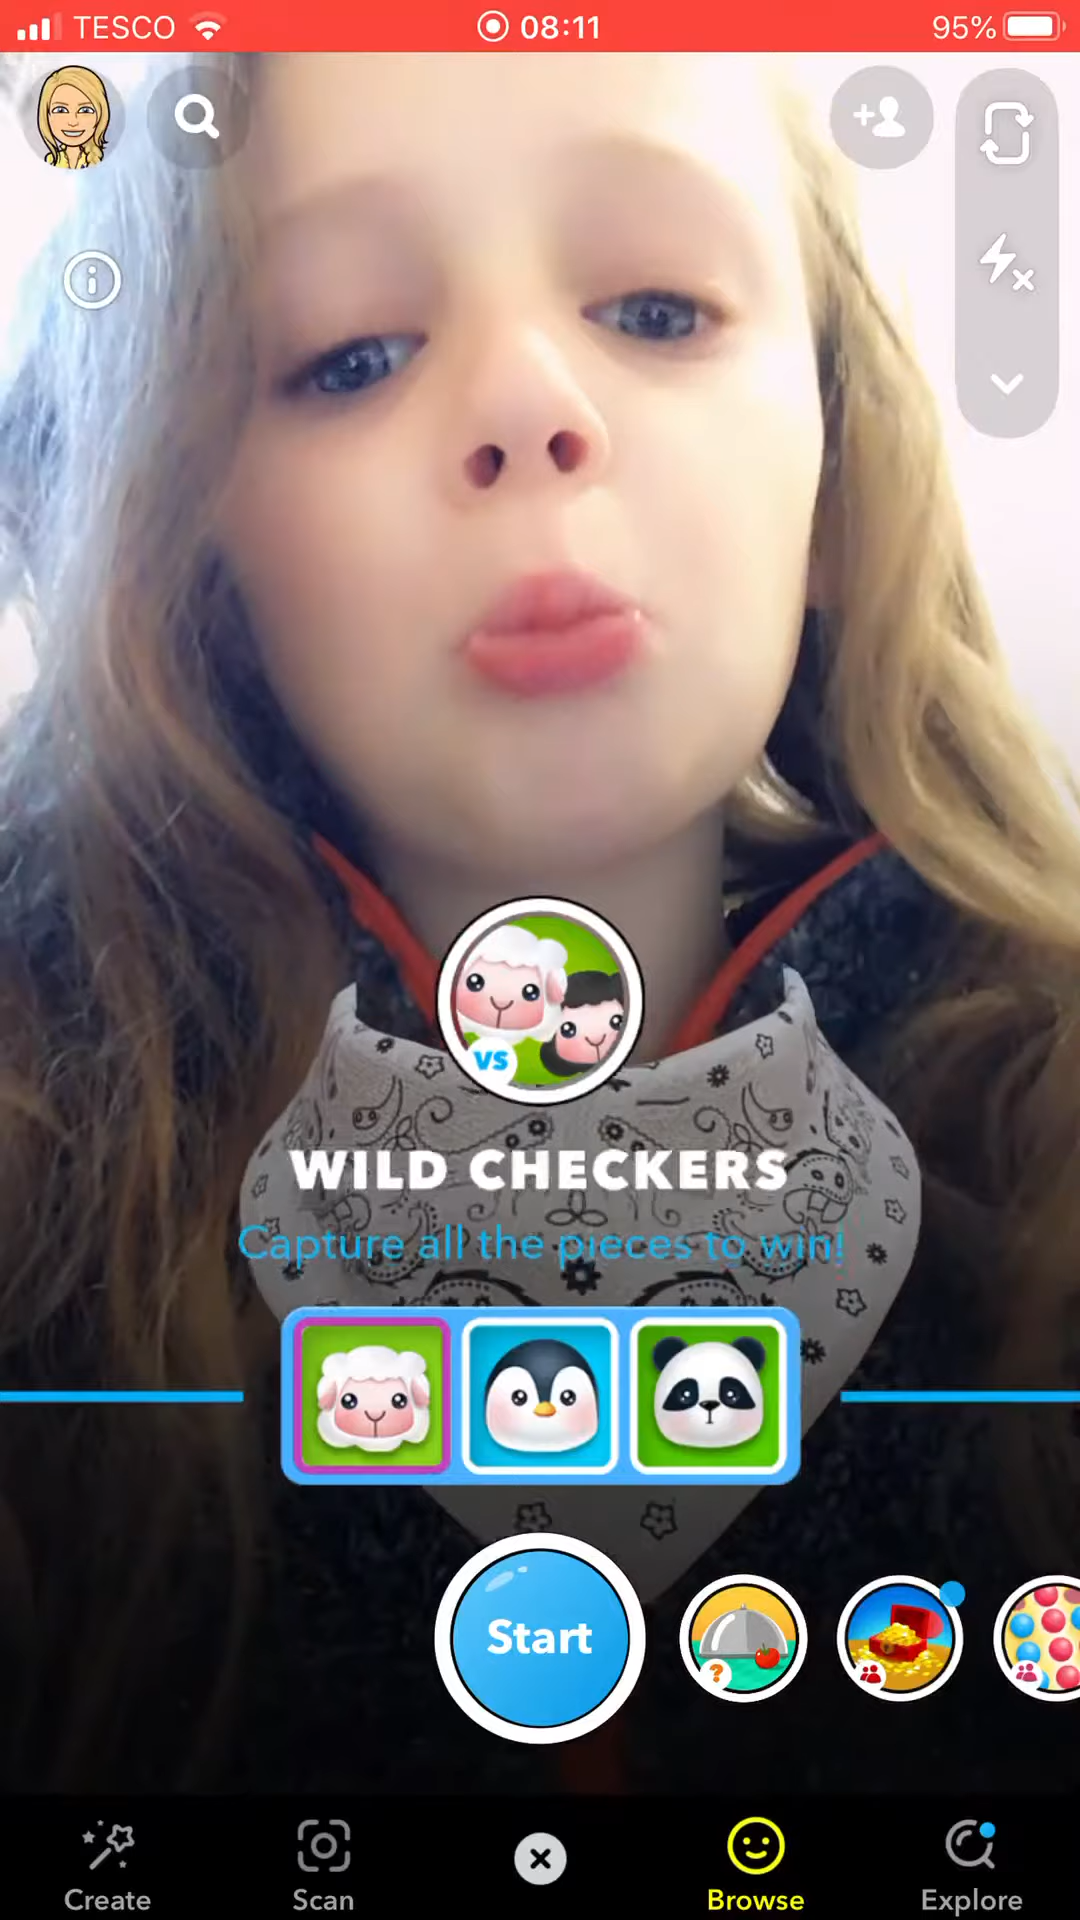 TESCO 08:11 95%
VS
WILD CHECKERS
Capture all the pieces to win!
Start
?
Create Scan Browse Explore